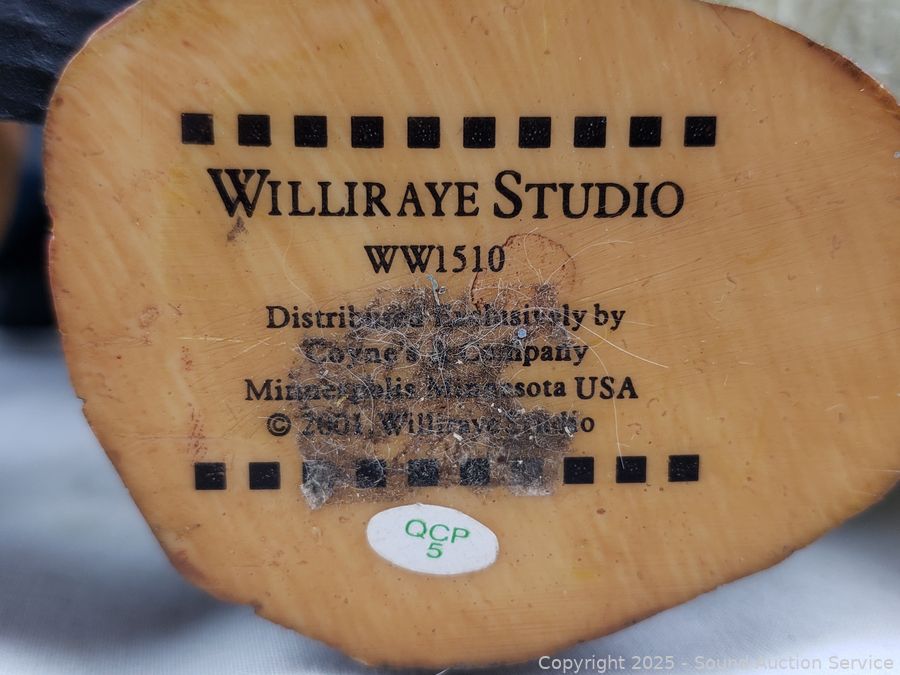 WILLIRAYE STUDIO
WW1510
Distributed Exclusively by
Coyne's & Company
Minneapolis Minnesota USA
© 2001, Williraye Studio
QCP
5
Copyright 2025 - Sound Auction Service